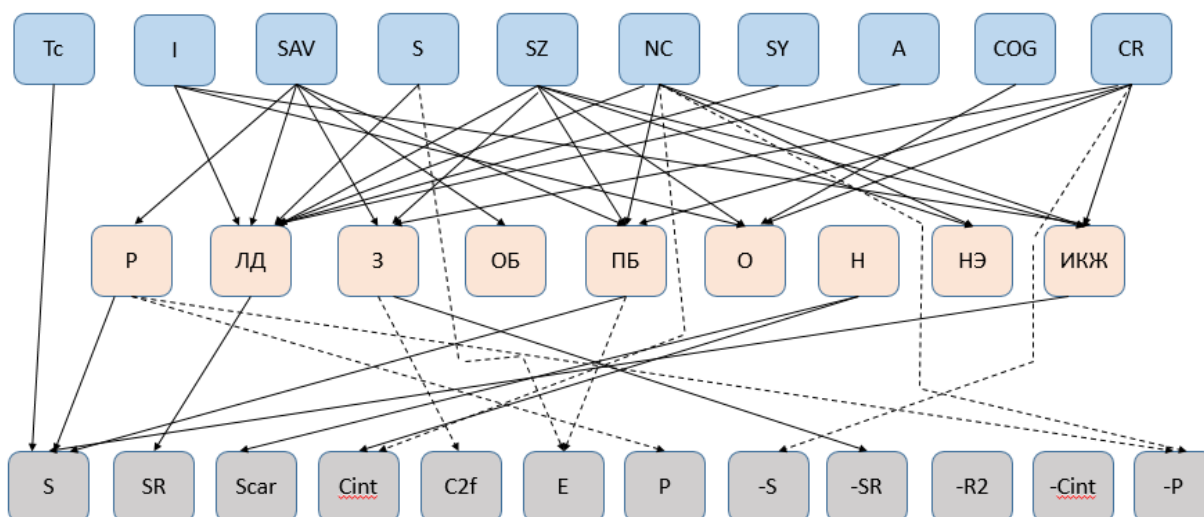 Tc I SAV S SZ NC SY A COG CR
Р ЛД З ОБ ПБ О Н НЭ ИКЖ
S SR Scar Cint C2f E P -S -SR -R2 -Cint -P